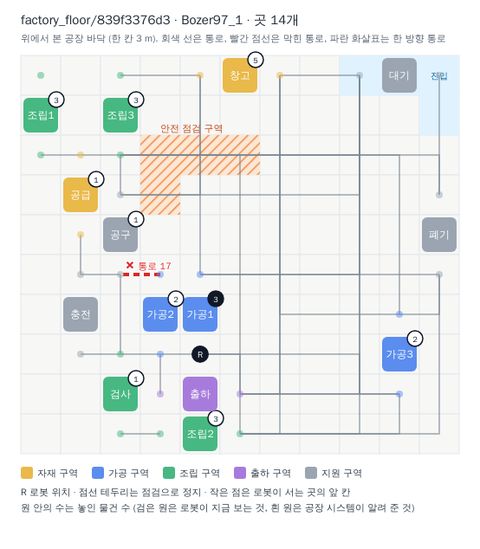 factory_floor/839f3376d3 · Bozer97_1 · 곳 14개
위에서 본 공장 바닥 (한 칸 3 m). 회색 선은 통로, 빨간 점선은 막힌 통로, 파란 화살표는 한 방향 통로
창고 5
대기
진입
조립1 3
조립3 3
안전 점검 구역
공급 1
공구 1
폐기
× 통로 17
충전
가공2 2
가공1 3
R
가공3 2
검사 1
출하
조립2 3
자재 구역 가공 구역 조립 구역 출하 구역 지원 구역
R 로봇 위치 · 점선 테두리는 점검으로 정지 · 작은 점은 로봇이 서는 곳의 앞 칸
원 안의 수는 놓인 물건 수 (검은 원은 로봇이 지금 보는 것, 흰 원은 공장 시스템이 알려 준 것)